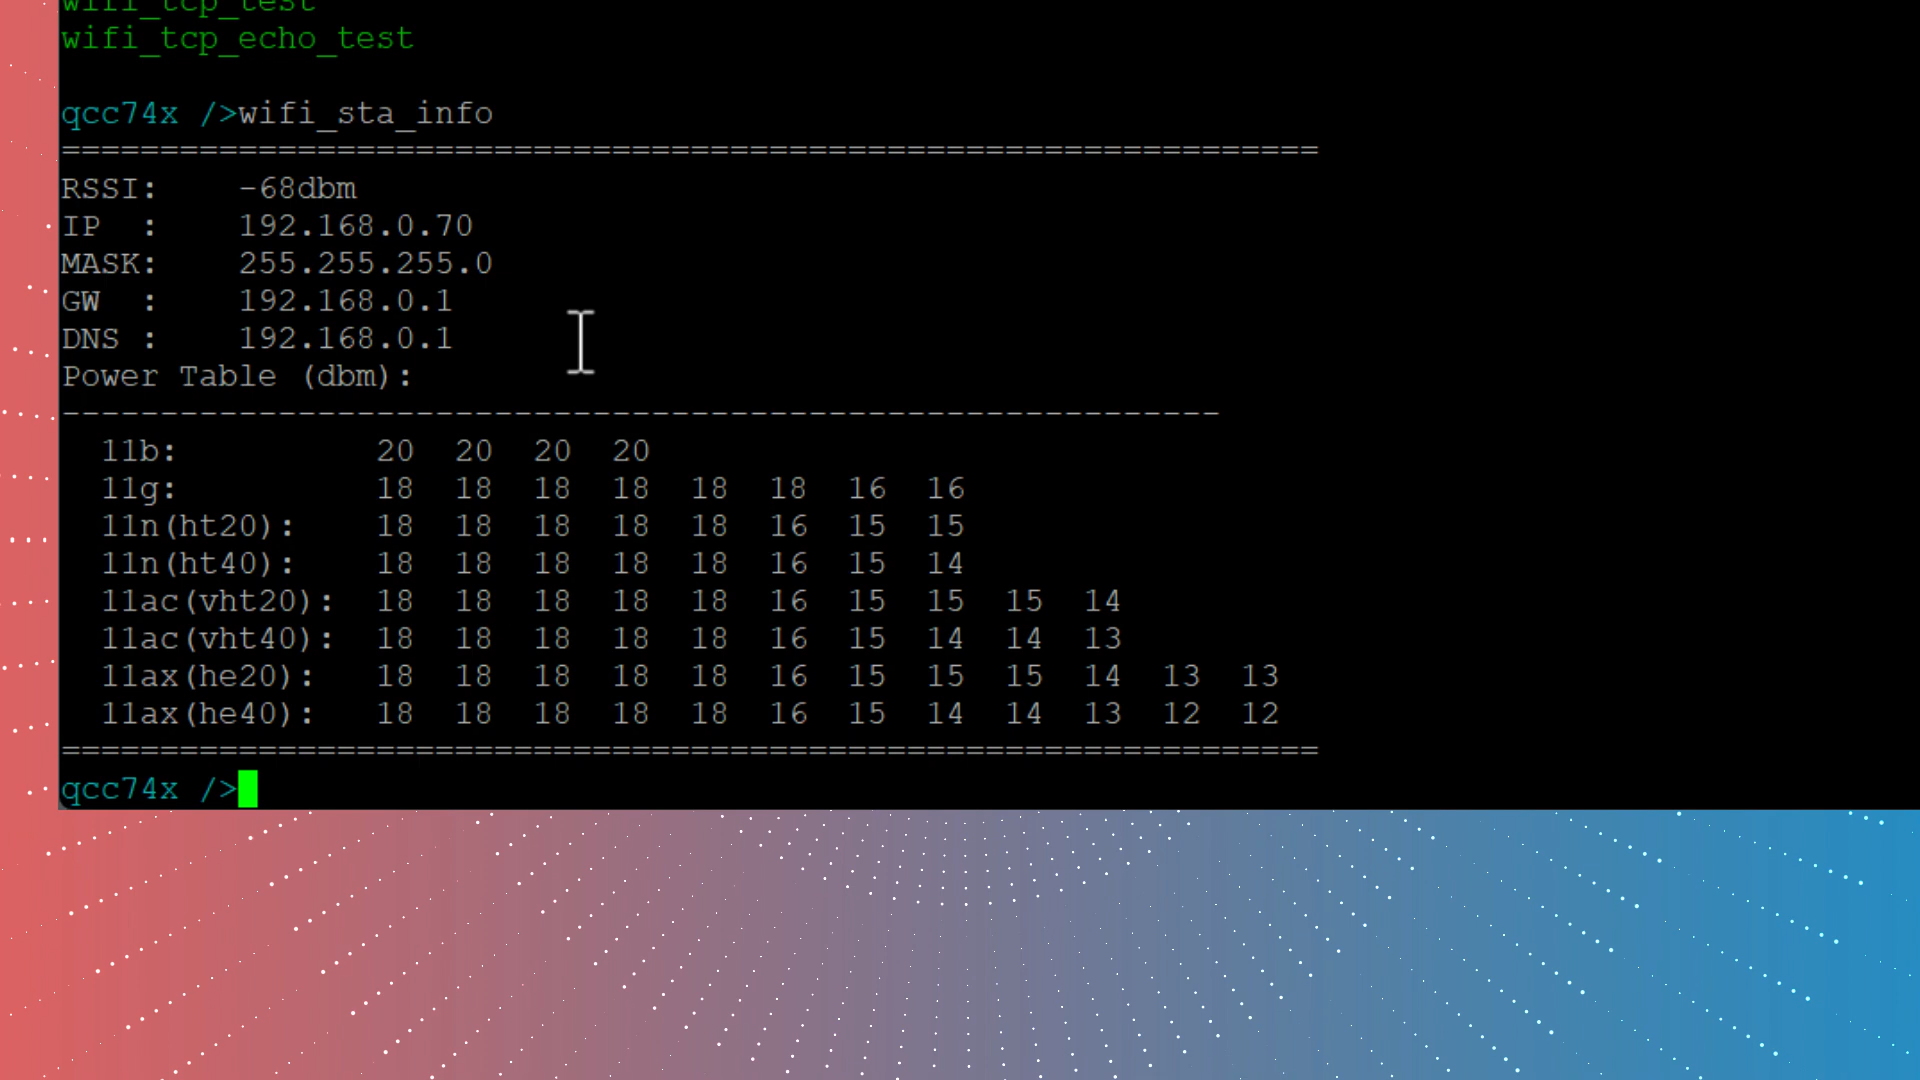 wifi_tcp_test
wifi_tcp_echo_test
qcc74x />wifi_sta_info
================================================================
RSSI:    -68dbm
IP  :    192.168.0.70
MASK:    255.255.255.0
GW  :    192.168.0.1
DNS :    192.168.0.1
Power Table (dbm):
-----------------------------------------------------------
  11b:          20  20  20  20
  11g:          18  18  18  18  18  18  16  16
  11n(ht20):    18  18  18  18  18  16  15  15
  11n(ht40):    18  18  18  18  18  16  15  14
  11ac(vht20):  18  18  18  18  18  16  15  15  15  14
  11ac(vht40):  18  18  18  18  18  16  15  14  14  13
  11ax(he20):   18  18  18  18  18  16  15  15  15  14  13  13
  11ax(he40):   18  18  18  18  18  16  15  14  14  13  12  12
================================================================
qcc74x />